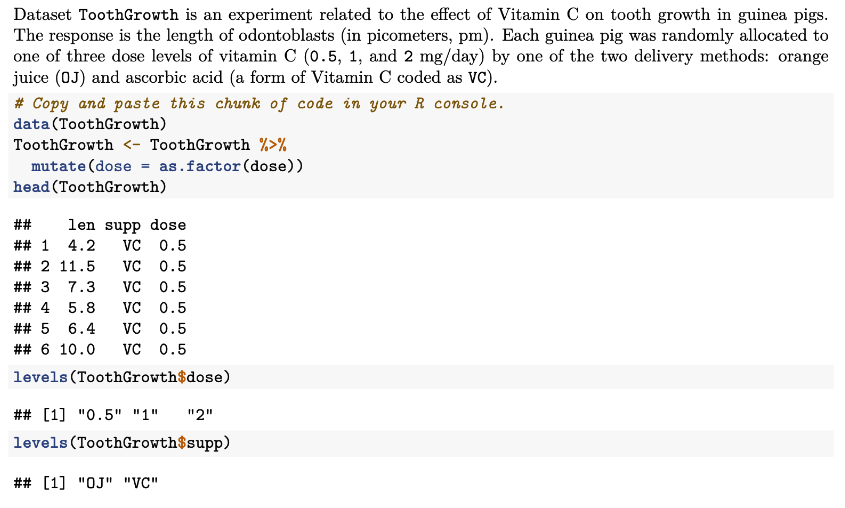 Dataset ToothGrowth is an experiment related to the effect of Vitamin C on tooth growth in guinea pigs.
The response is the length of odontoblasts (in picometers, pm). Each guinea pig was randomly allocated to
one of three dose levels of vitamin C (0.5, 1, and 2 mg/day) by one of the two delivery methods: orange
juice (OJ) and ascorbic acid (a form of Vitamin C coded as VC).
# Copy and paste this chunk of code in your R console.
data(ToothGrowth)
ToothGrowth <- ToothGrowth %>%
  mutate(dose = as.factor(dose))
head(ToothGrowth)
##    len supp dose
## 1  4.2   VC  0.5
## 2 11.5   VC  0.5
## 3  7.3   VC  0.5
## 4  5.8   VC  0.5
## 5  6.4   VC  0.5
## 6 10.0   VC  0.5
levels(ToothGrowth$dose)
## [1] "0.5" "1"   "2"
levels(ToothGrowth$supp)
## [1] "OJ" "VC"